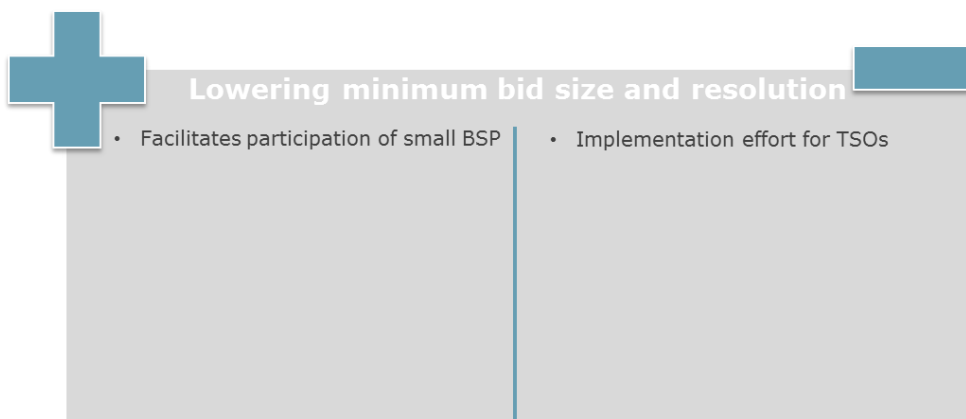 Lowering minimum bid size and resolution
• Facilitates participation of small BSP
• Implementation effort for TSOs